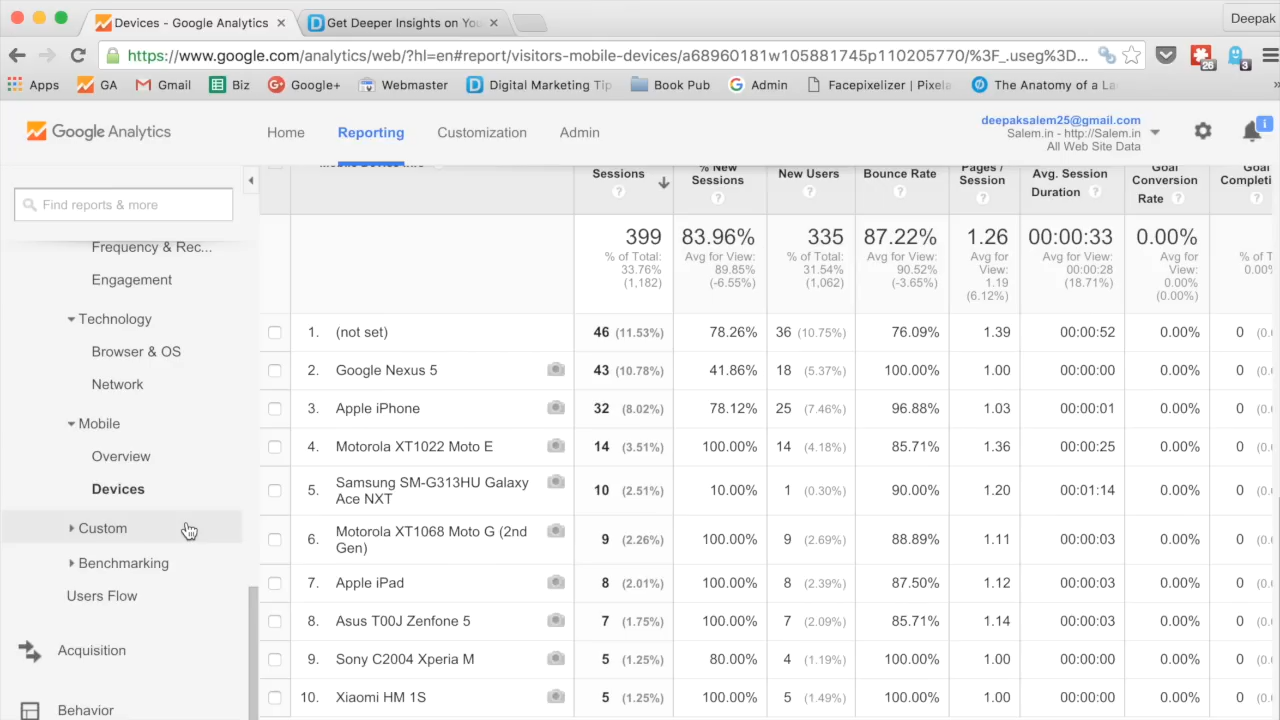 Devices - Google Analytics
Get Deeper Insights on You
Deepak
https://www.google.com/analytics/web/?hl=en#report/visitors-mobile-devices/a68960181w105881745p110205770/%3F_.useg%3D...
26
3
Apps GA Gmail Biz Google+ Webmaster Digital Marketing Tip Book Pub Admin Facepixelizer | Pixela The Anatomy of a La
Google Analytics
Home Reporting Customization Admin
deepaksalem25@gmail.com
Salem.in - http://Salem.in
All Web Site Data
Find reports & more
Frequency & Rec...
Engagement
Technology
Browser & OS
Network
Mobile
Overview
Devices
Custom
Benchmarking
Users Flow
Acquisition
Behavior
Sessions
% New Sessions
New Users
Bounce Rate
Pages / Session
Avg. Session Duration
Goal Conversion Rate
Goal Completi
399 83.96% 335 87.22% 1.26 00:00:33 0.00%
% of Total: 33.76% (1,182)
Avg for View: 89.85% (-6.55%)
% of Total: 31.54% (1,062)
Avg for View: 90.52% (-3.65%)
Avg for View: 1.19 (6.12%)
Avg for View: 00:00:28 (18.71%)
Avg for View: 0.00% (0.00%)
% of T 0.00%
1. (not set) 46 (11.53%) 78.26% 36 (10.75%) 76.09% 1.39 00:00:52 0.00% 0 (0.
2. Google Nexus 5 43 (10.78%) 41.86% 18 (5.37%) 100.00% 1.00 00:00:00 0.00% 0 (0.
3. Apple iPhone 32 (8.02%) 78.12% 25 (7.46%) 96.88% 1.03 00:00:01 0.00% 0 (0.
4. Motorola XT1022 Moto E 14 (3.51%) 100.00% 14 (4.18%) 85.71% 1.36 00:00:25 0.00% 0 (0.
5. Samsung SM-G313HU Galaxy Ace NXT 10 (2.51%) 10.00% 1 (0.30%) 90.00% 1.20 00:01:14 0.00% 0 (0.
6. Motorola XT1068 Moto G (2nd Gen) 9 (2.26%) 100.00% 9 (2.69%) 88.89% 1.11 00:00:03 0.00% 0 (0.
7. Apple iPad 8 (2.01%) 100.00% 8 (2.39%) 87.50% 1.12 00:00:03 0.00% 0 (0.
8. Asus T00J Zenfone 5 7 (1.75%) 100.00% 7 (2.09%) 85.71% 1.14 00:00:03 0.00% 0 (0.
9. Sony C2004 Xperia M 5 (1.25%) 80.00% 4 (1.19%) 100.00% 1.00 00:00:00 0.00% 0 (0.
10. Xiaomi HM 1S 5 (1.25%) 100.00% 5 (1.49%) 100.00% 1.00 00:00:00 0.00% 0 (0.